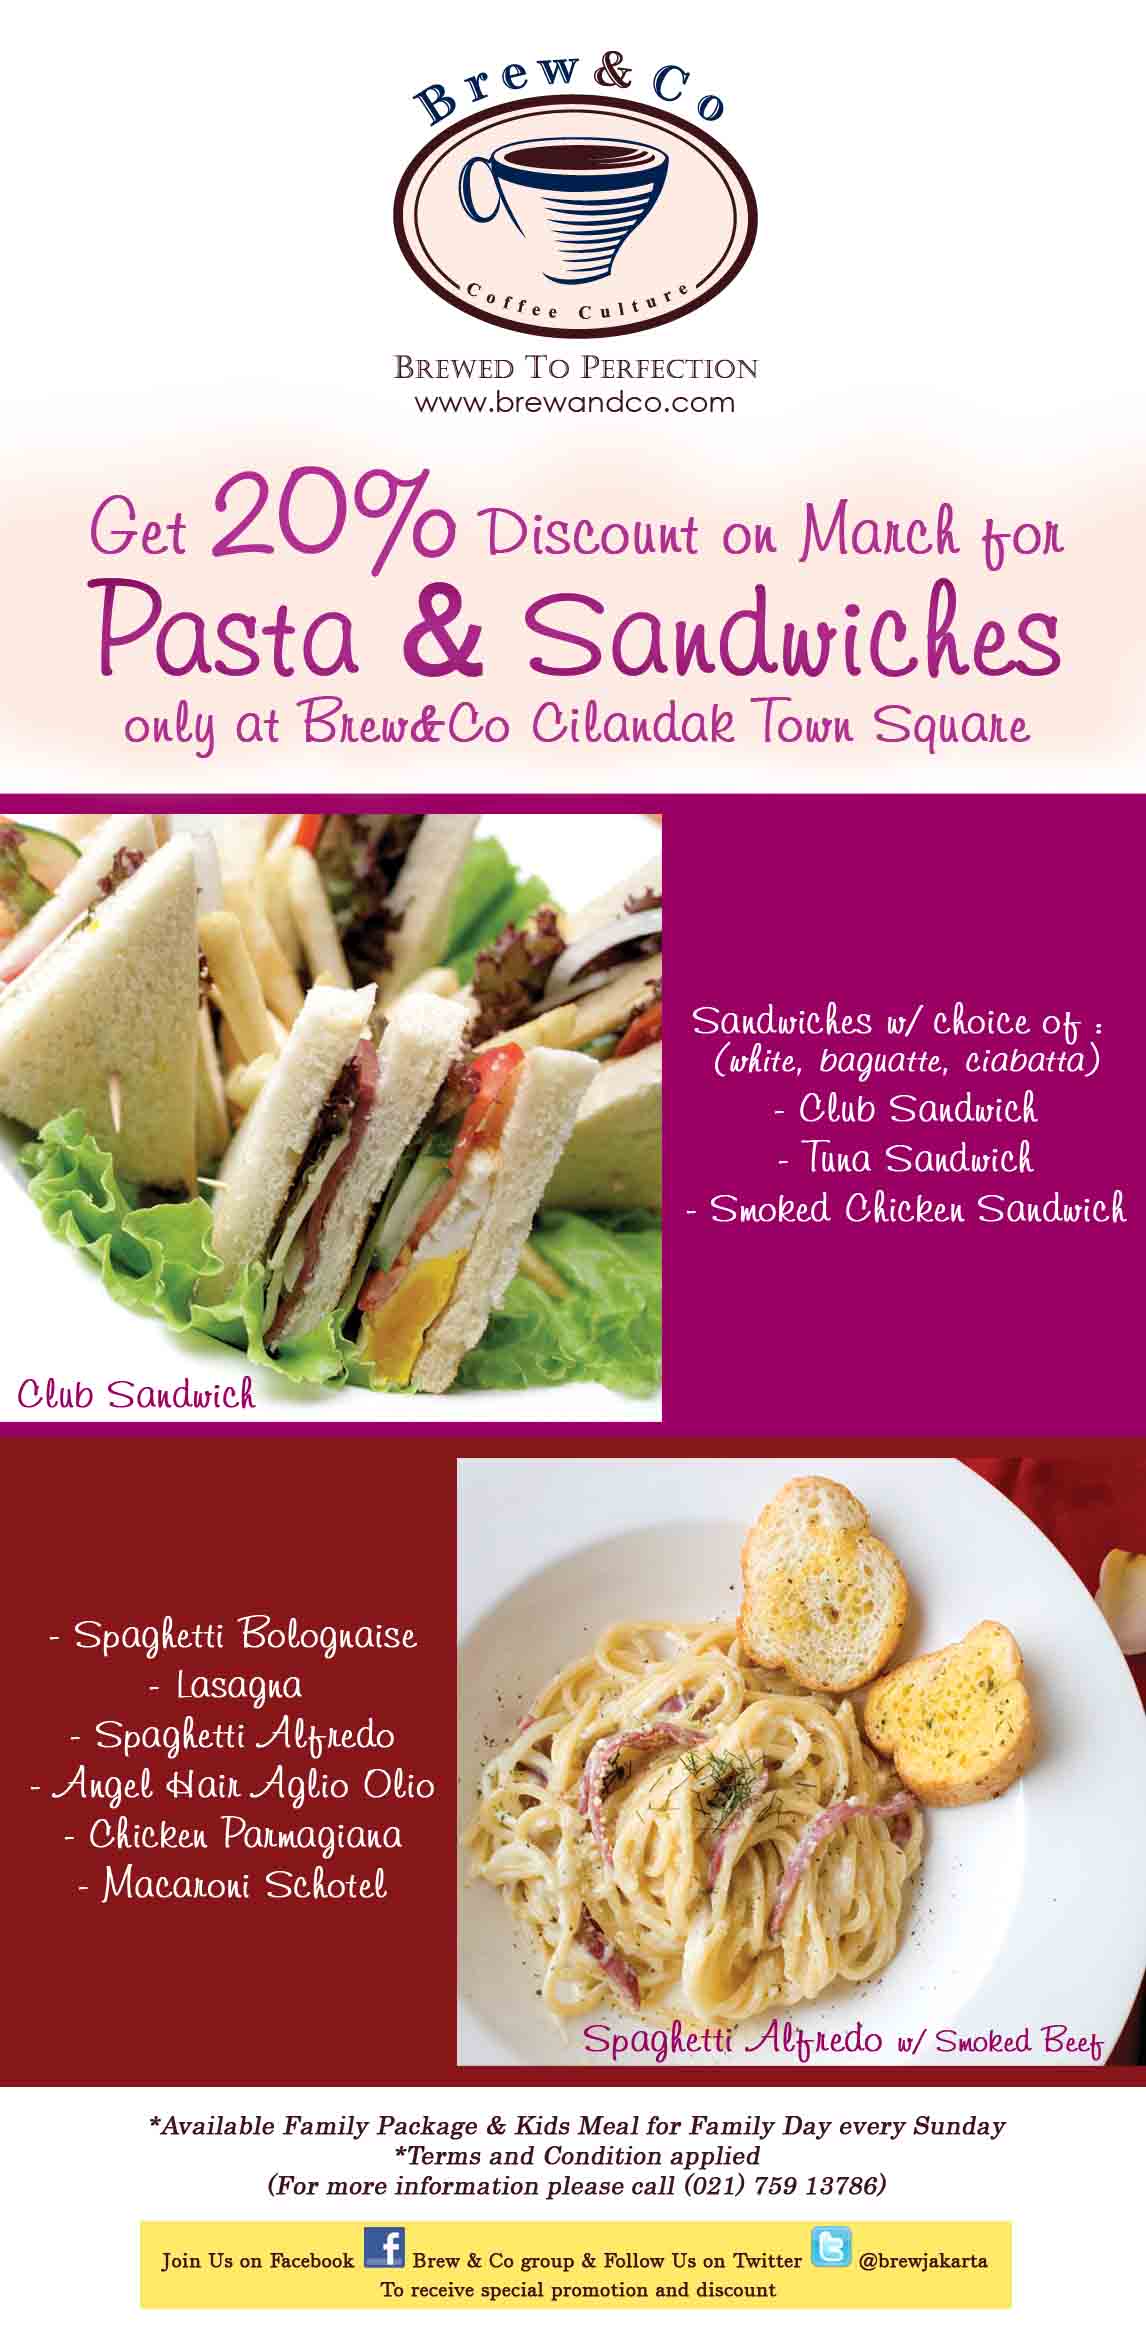 Brew&Co
Coffee Culture
BREWED TO PERFECTION
www.brewandco.com
Get 20% Discount on March for
Pasta & Sandwiches
only at Brew&Co Cilandak Town Square
Sandwiches w/ choice of :
(white, baguatte, ciabatta)
- Club Sandwich
- Tuna Sandwich
- Smoked Chicken Sandwich
Club Sandwich
- Spaghetti Bolognaise
- Lasagna
- Spaghetti Alfredo
- Angel Hair Aglio Olio
- Chicken Parmagiana
- Macaroni Schotel
Spaghetti Alfredo w/ Smoked Beef
*Available Family Package & Kids Meal for Family Day every Sunday
*Terms and Condition applied
(For more information please call (021) 759 13786)
Join Us on Facebook f Brew & Co group & Follow Us on Twitter t @brewjakarta
To receive special promotion and discount